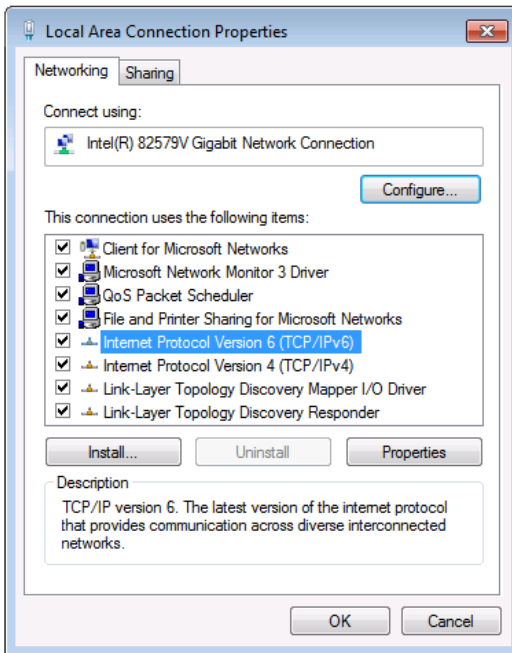 Local Area Connection Properties
Networking
Sharing
Connect using:
Intel(R) 82579V Gigabit Network Connection
Configure...
This connection uses the following items:
Client for Microsoft Networks
Microsoft Network Monitor 3 Driver
QoS Packet Scheduler
File and Printer Sharing for Microsoft Networks
Internet Protocol Version 6 (TCP/IPv6)
Internet Protocol Version 4 (TCP/IPv4)
Link-Layer Topology Discovery Mapper I/O Driver
Link-Layer Topology Discovery Responder
Install...
Uninstall
Properties
Description
TCP/IP version 6. The latest version of the internet protocol
that provides communication across diverse interconnected
networks.
OK
Cancel